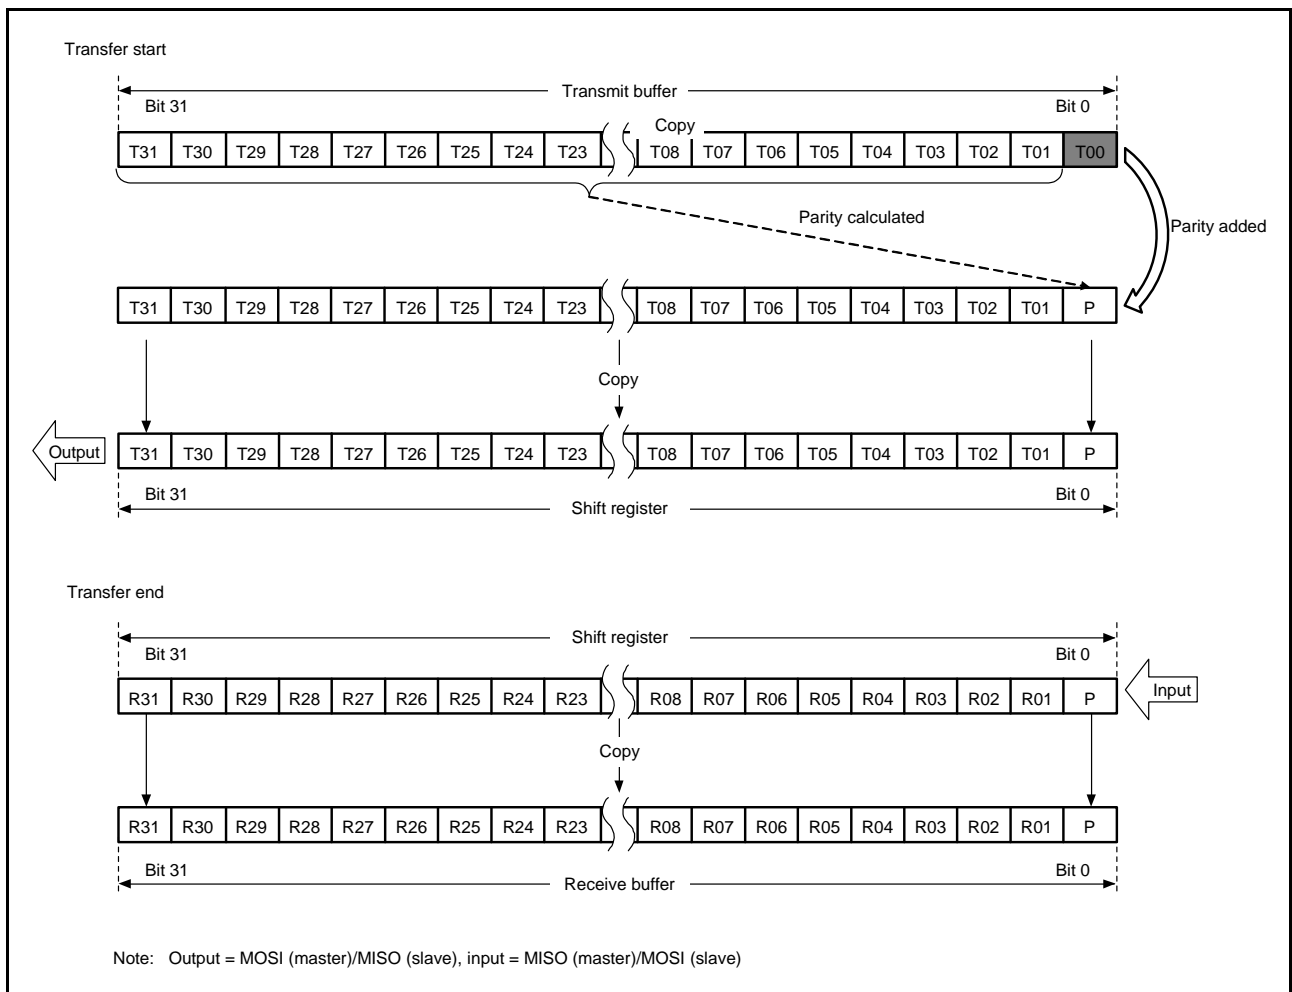 Transfer start
Transmit buffer
Bit 31 Bit 0
Copy
T31 T30 T29 T28 T27 T26 T25 T24 T23 T08 T07 T06 T05 T04 T03 T02 T01 T00
Parity calculated
Parity added
T31 T30 T29 T28 T27 T26 T25 T24 T23 T08 T07 T06 T05 T04 T03 T02 T01 P
Copy
Output T31 T30 T29 T28 T27 T26 T25 T24 T23 T08 T07 T06 T05 T04 T03 T02 T01 P
Bit 31 Bit 0
Shift register
Transfer end
Shift register
Bit 31 Bit 0
R31 R30 R29 R28 R27 R26 R25 R24 R23 R08 R07 R06 R05 R04 R03 R02 R01 P Input
Copy
R31 R30 R29 R28 R27 R26 R25 R24 R23 R08 R07 R06 R05 R04 R03 R02 R01 P
Bit 31 Bit 0
Receive buffer
Note: Output = MOSI (master)/MISO (slave), input = MISO (master)/MOSI (slave)